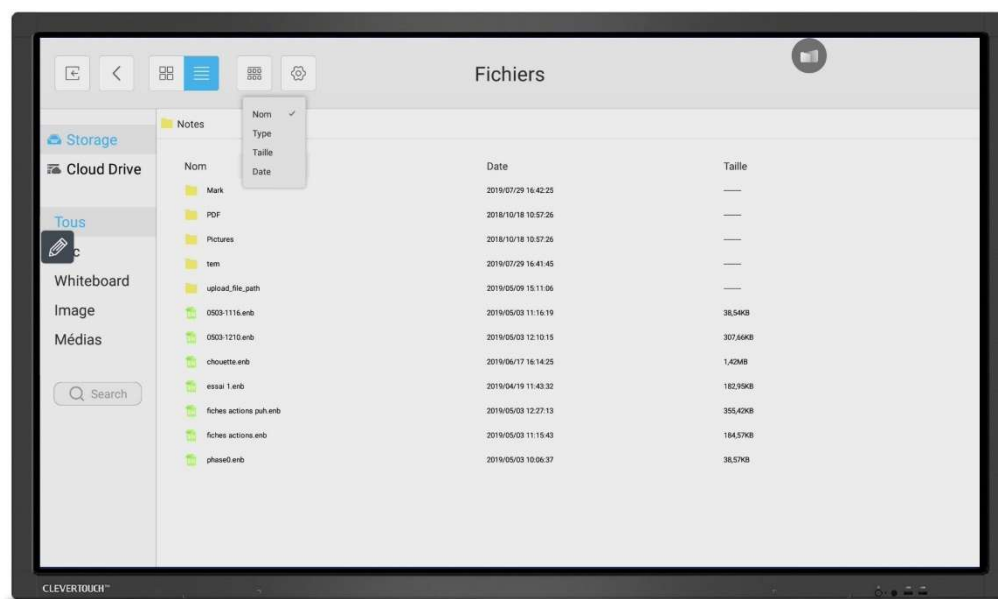 Fichiers
Nom ✓
Type
Taille
Date
Notes
Storage
Cloud Drive
Tous
c
Whiteboard
Image
Médias
Search
Nom Date Taille
Mark 2019/07/29 16:42:25 ——
PDF 2018/10/18 10:57:26 ——
Pictures 2018/10/18 10:57:26 ——
tem 2019/07/29 16:41:45 ——
upload_file_path 2019/05/09 15:11:06 ——
0503-1116.enb 2019/05/03 11:16:19 38,54KB
0503-1210.enb 2019/05/03 12:10:15 307,66KB
chouette.enb 2019/06/17 16:14:25 1,42MB
essai 1.enb 2019/04/19 11:43:32 182,95KB
fiches actions puh.enb 2019/05/03 12:27:13 355,42KB
fiches actions.enb 2019/05/03 11:15:43 184,57KB
phase0.enb 2019/05/03 10:06:37 38,57KB
CLEVERTOUCH™